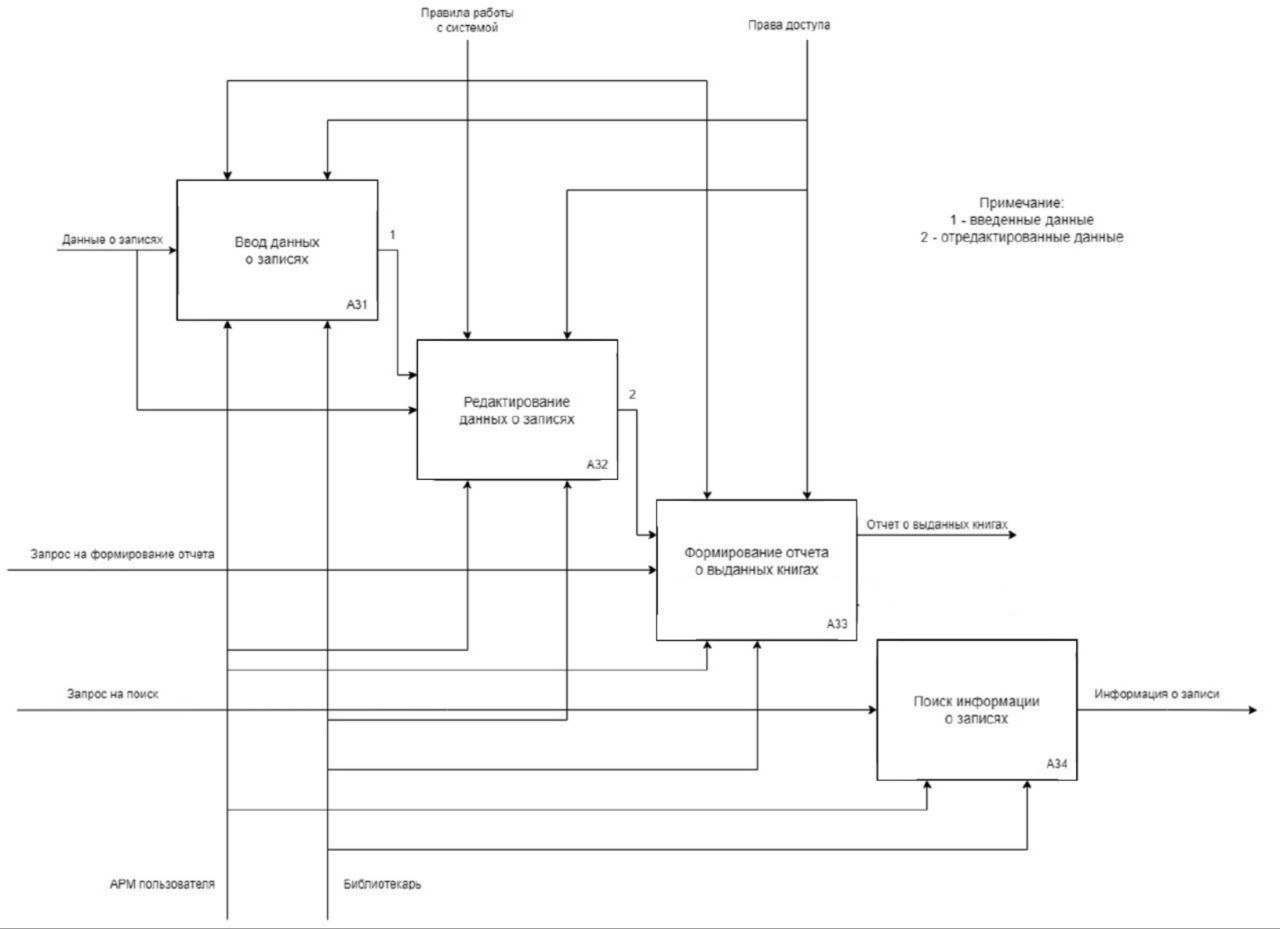 Правила работы
с системой
Права доступа
Примечание:
1 - введенные данные
2 - отредактированные данные
Данные о записях
Ввод данных
о записях
А31
1
Редактирование
данных о записях
А32
2
Запрос на формирование отчета
Формирование отчета
о выданных книгах
А33
Отчет о выданных книгах
Запрос на поиск
Поиск информации
о записях
А34
Информация о записи
АРМ пользователя
Библиотекарь